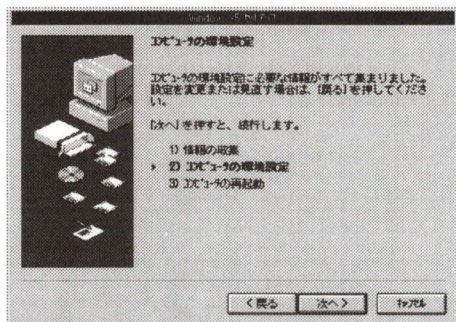 ｺﾝﾋﾟｭｰﾀの環境設定
ｺﾝﾋﾟｭｰﾀの環境設定に必要な情報がすべて集まりました。
設定を変更または見直す場合は、[戻る] を押してくださ
い。
[次へ] を押すと、続行します。
1) 情報の収集
2) ｺﾝﾋﾟｭｰﾀの環境設定
3) ｺﾝﾋﾟｭｰﾀの再起動
< 戻る
次へ >
ｷｬﾝｾﾙ